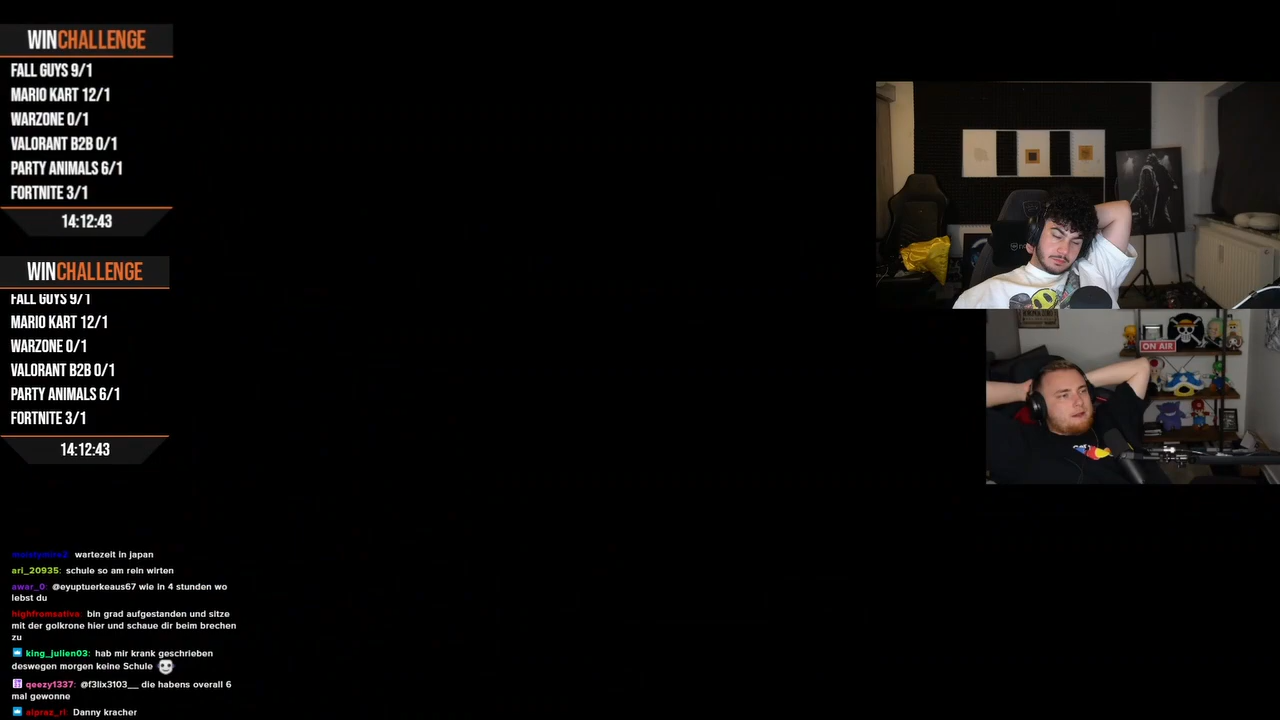 WINCHALLENGE
FALL GUYS 9/1
MARIO KART 12/1
WARZONE 0/1
VALORANT B2B 0/1
PARTY ANIMALS 6/1
FORTNITE 3/1
14:12:43
WINCHALLENGE
FALL GUYS 9/1
MARIO KART 12/1
WARZONE 0/1
VALORANT B2B 0/1
PARTY ANIMALS 6/1
FORTNITE 3/1
14:12:43
ON AIR
wartezeit in japan
ari_20935: schule so am rein wirten
awar_0: @eyuptuerkeaus67 wie in 4 stunden wo
lebst du
highfromsativa: bin grad aufgestanden und sitze
mit der golkrone hier und schaue dir beim brechen
zu
king_julien03: hab mir krank geschrieben
deswegen morgen keine Schule
qeezy1337: @f3lix3103__ die habens overall 6
mal gewonne
alpraz_rl: Danny kracher